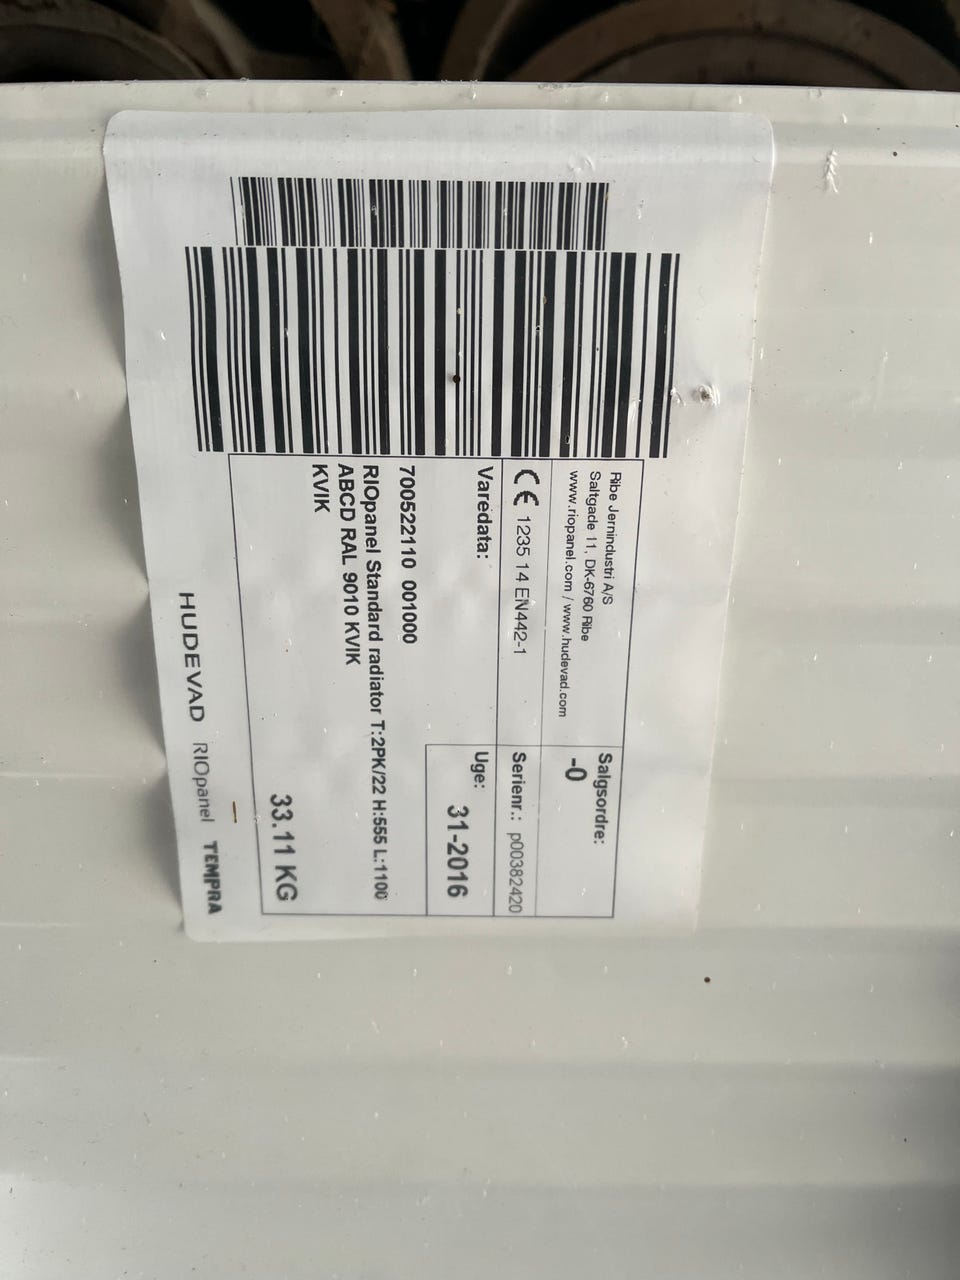 Ribe Jernindustri A/S
Saltgade 11, DK-6760 Ribe
www.riopanel.com / www.hudevad.com
Salgsordre:
-0
CE 1235 14 EN442-1
Serienr.: p00382420
Varedata:
Uge: 31-2016
700522110 001000
RIOpanel Standard radiator T:2PK/22 H:555 L:1100
ABCD RAL 9010 KVIK
KVIK
33.11 KG
HUDEVAD RIOpanel TEMPRA